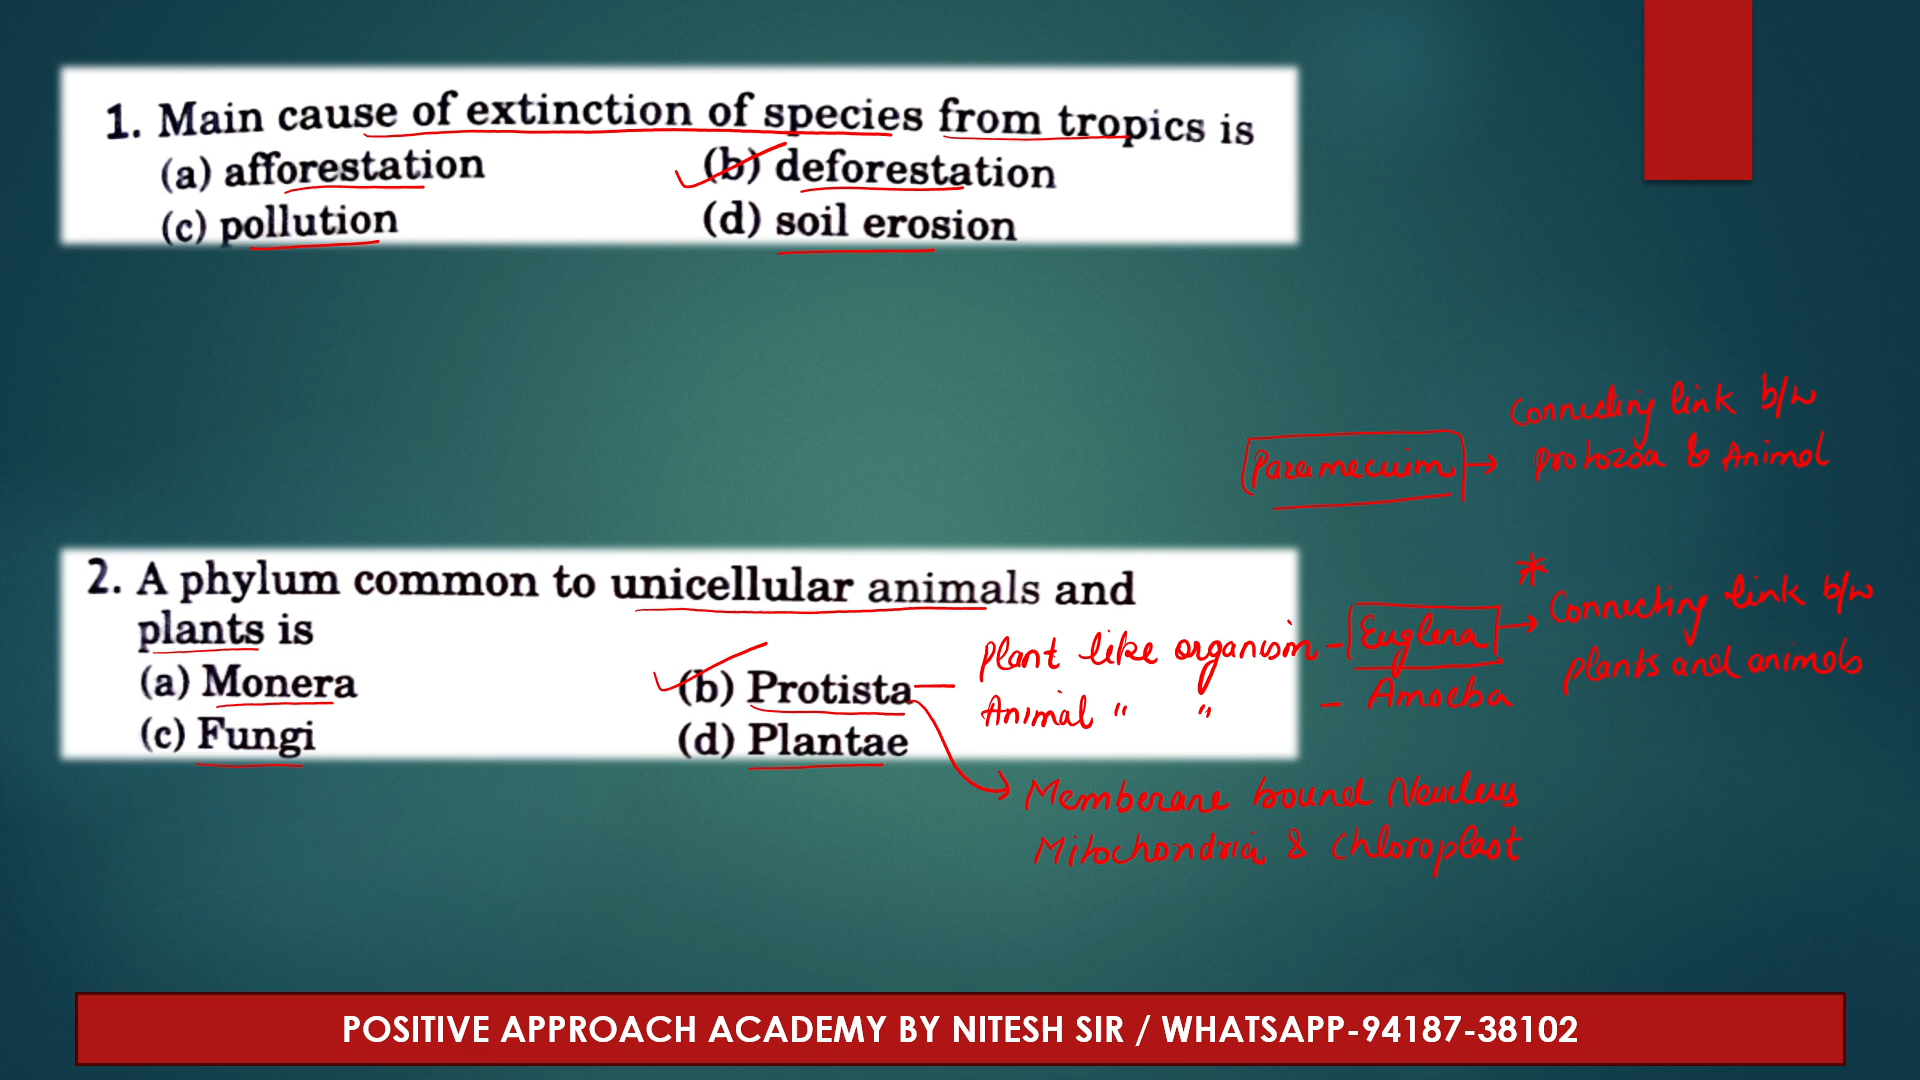 1. Main cause of extinction of species from tropics is
(a) afforestation (b) deforestation
(c) pollution (d) soil erosion
Connecting link b/w
Paramecium → Protozoa & Animal
2. A phylum common to unicellular animals and
plants is
(a) Monera (b) Protista
(c) Fungi (d) Plantae
Plant like organism - Euglena → * Connecting link b/w
plants and animals
Animal " " - Amoeba
Membrane bound Neucleus
Mitochondria & Chloroplast
POSITIVE APPROACH ACADEMY BY NITESH SIR / WHATSAPP-94187-38102